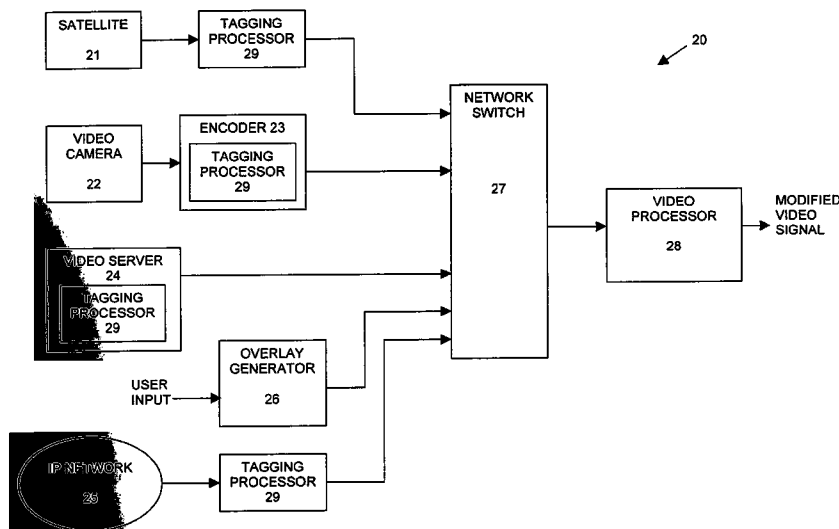 SATELLITE
21
TAGGING
PROCESSOR
29
20
NETWORK
SWITCH
27
VIDEO
CAMERA
22
ENCODER 23
TAGGING
PROCESSOR
29
VIDEO
PROCESSOR
28
MODIFIED
VIDEO
SIGNAL
VIDEO SERVER
24
TAGGING
PROCESSOR
29
USER
INPUT
OVERLAY
GENERATOR
26
IP NETWORK
25
TAGGING
PROCESSOR
29